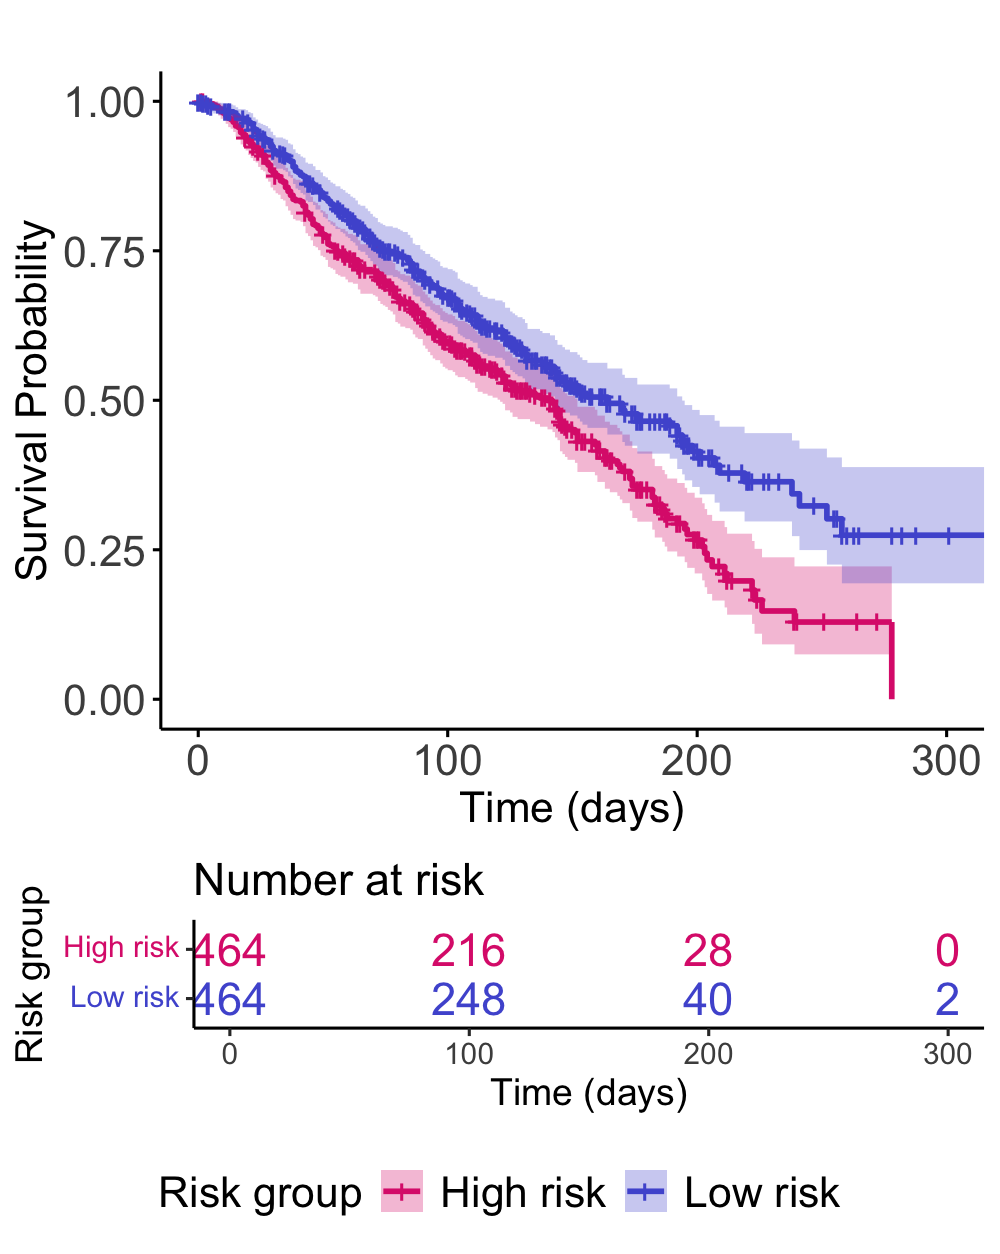 Survival Probability
1.00
0.75
0.50
0.25
0.00
0 100 200 300
Time (days)
Number at risk
Risk group
High risk 464 216 28 0
Low risk 464 248 40 2
0 100 200 300
Time (days)
Risk group High risk Low risk